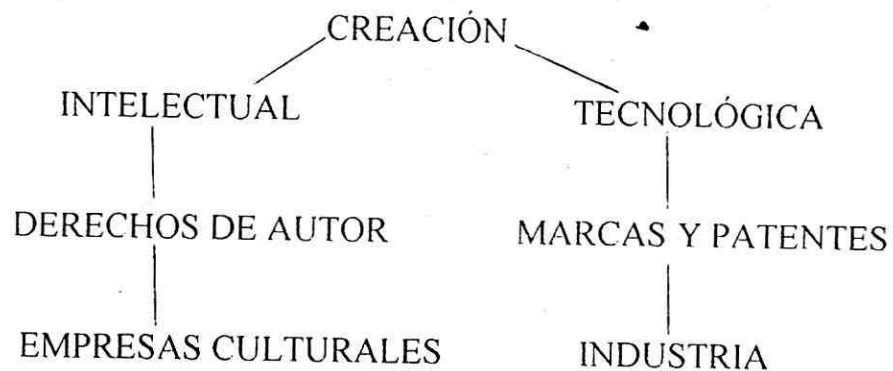 CREACIÓN
INTELECTUAL
TECNOLÓGICA
DERECHOS DE AUTOR
MARCAS Y PATENTES
EMPRESAS CULTURALES
INDUSTRIA